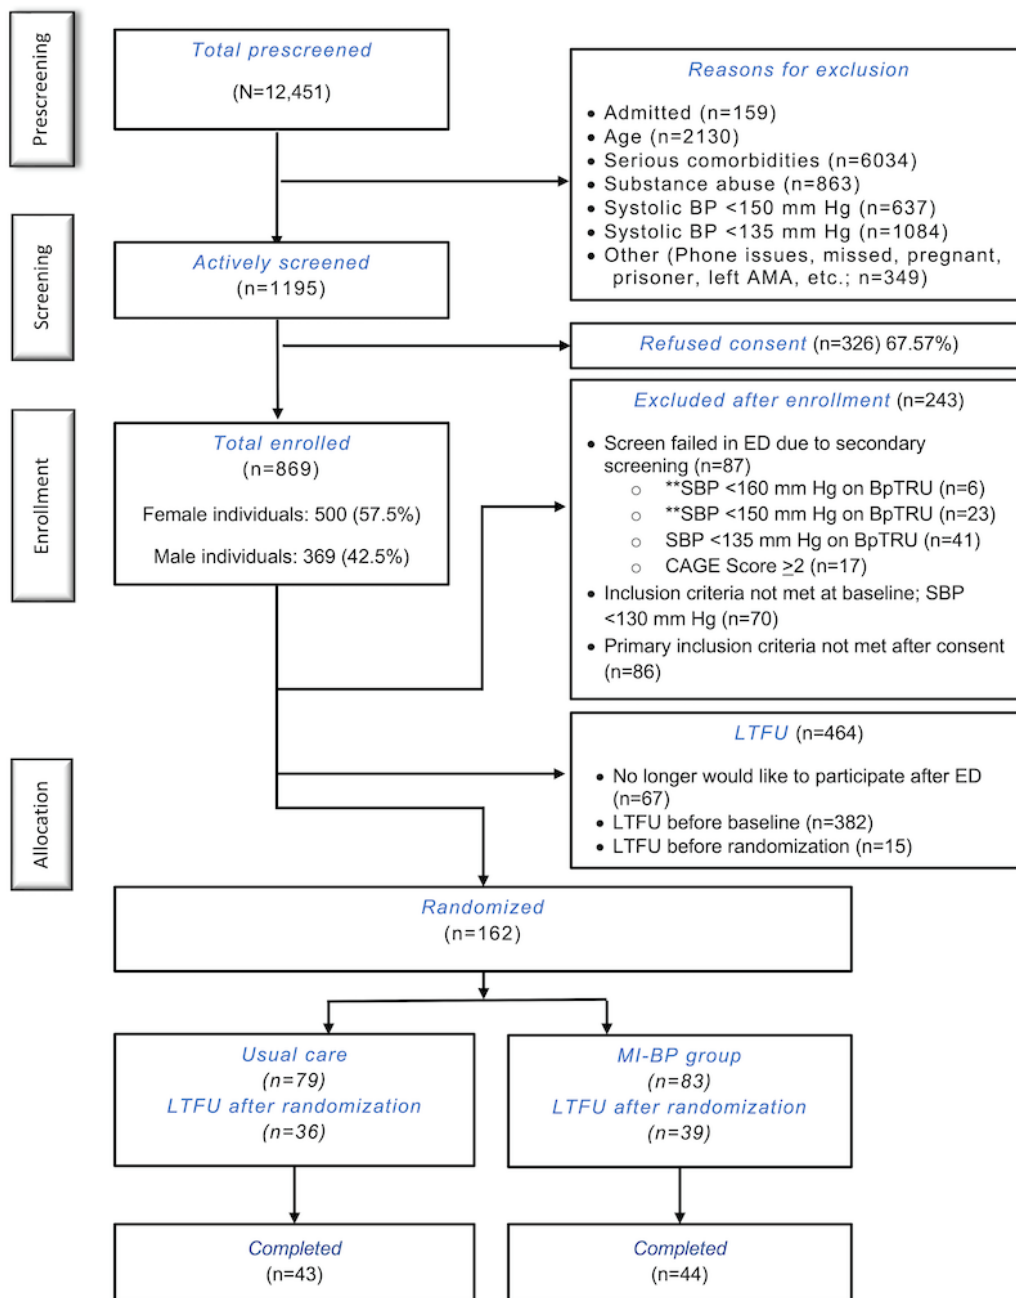 Prescreening
Total prescreened
(N=12,451)
Reasons for exclusion
• Admitted (n=159)
• Age (n=2130)
• Serious comorbidities (n=6034)
• Substance abuse (n=863)
• Systolic BP <150 mm Hg (n=637)
• Systolic BP <135 mm Hg (n=1084)
• Other (Phone issues, missed, pregnant,
prisoner, left AMA, etc.; n=349)
Screening
Actively screened
(n=1195)
Refused consent (n=326) 67.57%)
Enrollment
Total enrolled
(n=869)
Female individuals: 500 (57.5%)
Male individuals: 369 (42.5%)
Excluded after enrollment (n=243)
• Screen failed in ED due to secondary
screening (n=87)
o **SBP <160 mm Hg on BpTRU (n=6)
o **SBP <150 mm Hg on BpTRU (n=23)
o SBP <135 mm Hg on BpTRU (n=41)
o CAGE Score ≥2 (n=17)
• Inclusion criteria not met at baseline; SBP
<130 mm Hg (n=70)
• Primary inclusion criteria not met after consent
(n=86)
Allocation
LTFU (n=464)
• No longer would like to participate after ED
(n=67)
• LTFU before baseline (n=382)
• LTFU before randomization (n=15)
Randomized
(n=162)
Usual care
(n=79)
LTFU after randomization
(n=36)
MI-BP group
(n=83)
LTFU after randomization
(n=39)
Completed
(n=43)
Completed
(n=44)